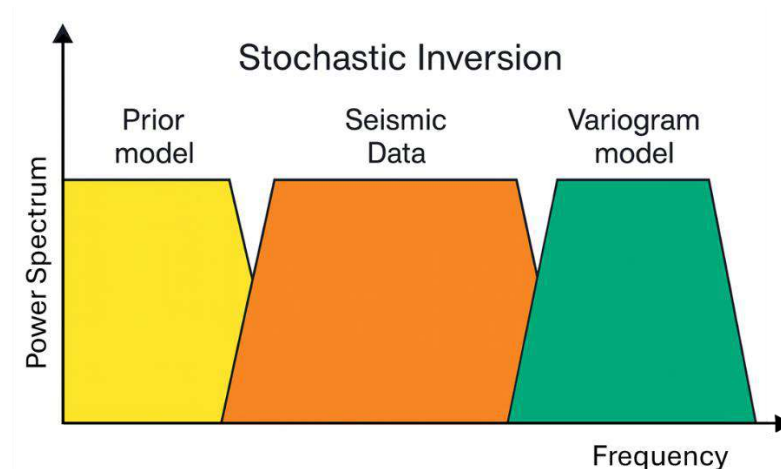 Stochastic Inversion
Prior
model
Seismic
Data
Variogram
model
Power Spectrum
Frequency